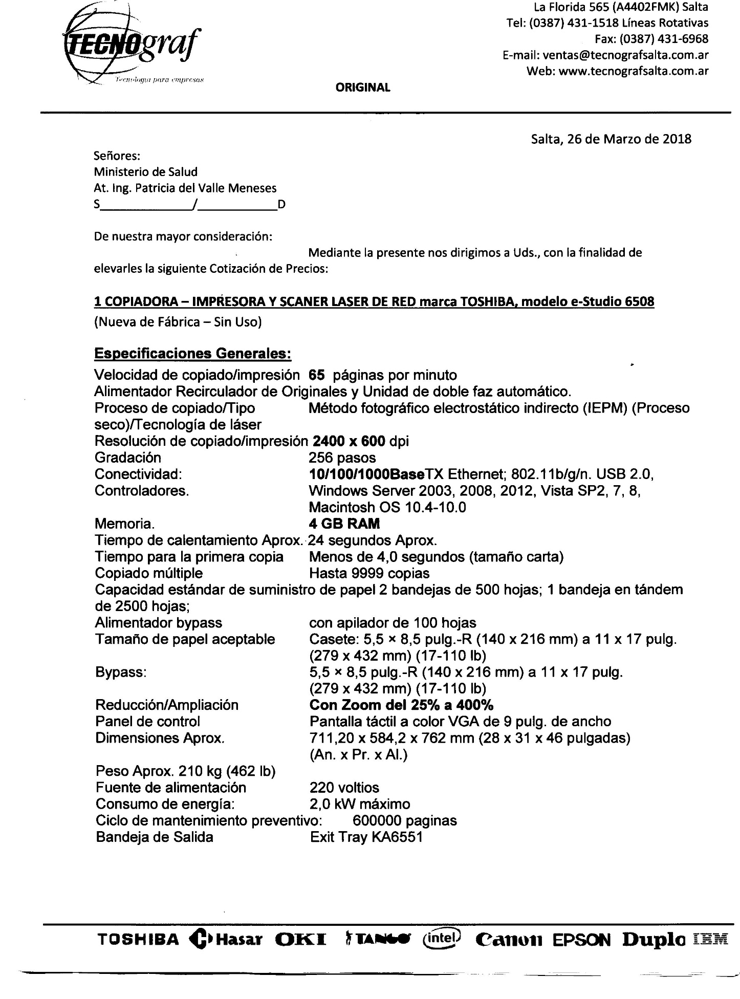 TECNOgraf
Tecnología para empresas
La Florida 565 (A4402FMK) Salta
Tel: (0387) 431-1518 Líneas Rotativas
Fax: (0387) 431-6968
E-mail: ventas@tecnografsalta.com.ar
Web: www.tecnografsalta.com.ar
ORIGINAL
Salta, 26 de Marzo de 2018
Señores:
Ministerio de Salud
At. Ing. Patricia del Valle Meneses
S_____________/___________D
De nuestra mayor consideración:
Mediante la presente nos dirigimos a Uds., con la finalidad de
elevarles la siguiente Cotización de Precios:
1 COPIADORA – IMPRESORA Y SCANER LASER DE RED marca TOSHIBA, modelo e-Studio 6508
(Nueva de Fábrica – Sin Uso)
Especificaciones Generales:
Velocidad de copiado/impresión 65 páginas por minuto
Alimentador Recirculador de Originales y Unidad de doble faz automático.
Proceso de copiado/Tipo Método fotográfico electrostático indirecto (IEPM) (Proceso
seco)/Tecnología de láser
Resolución de copiado/impresión 2400 x 600 dpi
Gradación 256 pasos
Conectividad: 10/100/1000BaseTX Ethernet; 802.11b/g/n. USB 2.0,
Controladores. Windows Server 2003, 2008, 2012, Vista SP2, 7, 8,
Macintosh OS 10.4-10.0
Memoria. 4 GB RAM
Tiempo de calentamiento Aprox. 24 segundos Aprox.
Tiempo para la primera copia Menos de 4,0 segundos (tamaño carta)
Copiado múltiple Hasta 9999 copias
Capacidad estándar de suministro de papel 2 bandejas de 500 hojas; 1 bandeja en tándem
de 2500 hojas;
Alimentador bypass con apilador de 100 hojas
Tamaño de papel aceptable Casete: 5,5 × 8,5 pulg.-R (140 x 216 mm) a 11 x 17 pulg.
(279 x 432 mm) (17-110 lb)
Bypass: 5,5 × 8,5 pulg.-R (140 x 216 mm) a 11 x 17 pulg.
(279 x 432 mm) (17-110 lb)
Reducción/Ampliación Con Zoom del 25% a 400%
Panel de control Pantalla táctil a color VGA de 9 pulg. de ancho
Dimensiones Aprox. 711,20 x 584,2 x 762 mm (28 x 31 x 46 pulgadas)
(An. x Pr. x Al.)
Peso Aprox. 210 kg (462 lb)
Fuente de alimentación 220 voltios
Consumo de energía: 2,0 kW máximo
Ciclo de mantenimiento preventivo: 600000 paginas
Bandeja de Salida Exit Tray KA6551
TOSHIBA Hasar OKI TANGO intel Canon EPSON Duplo IBM